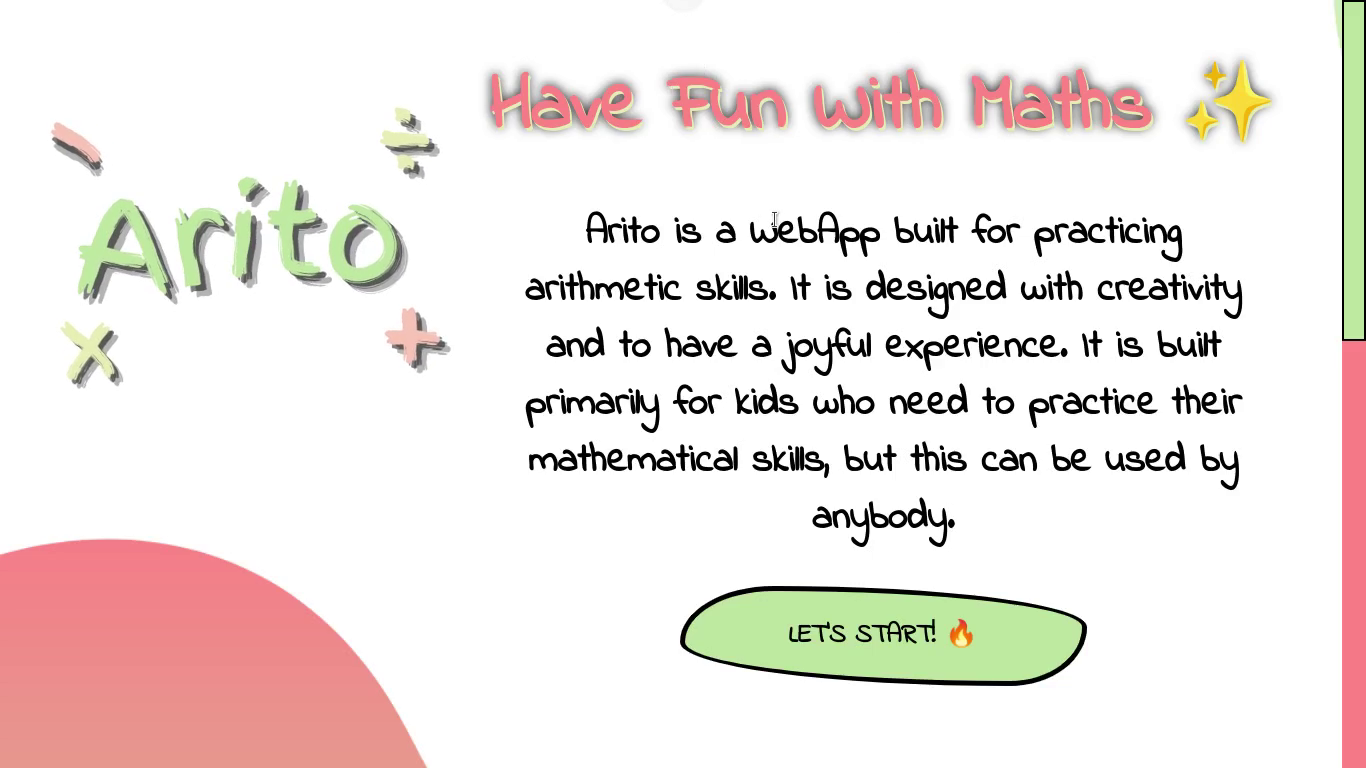 Have Fun With Maths ✨
Arito
Arito is a WebApp built for practicing
arithmetic skills. It is designed with creativity
and to have a joyful experience. It is built
primarily for kids who need to practice their
mathematical skills, but this can be used by
anybody.
LET'S START! 🔥